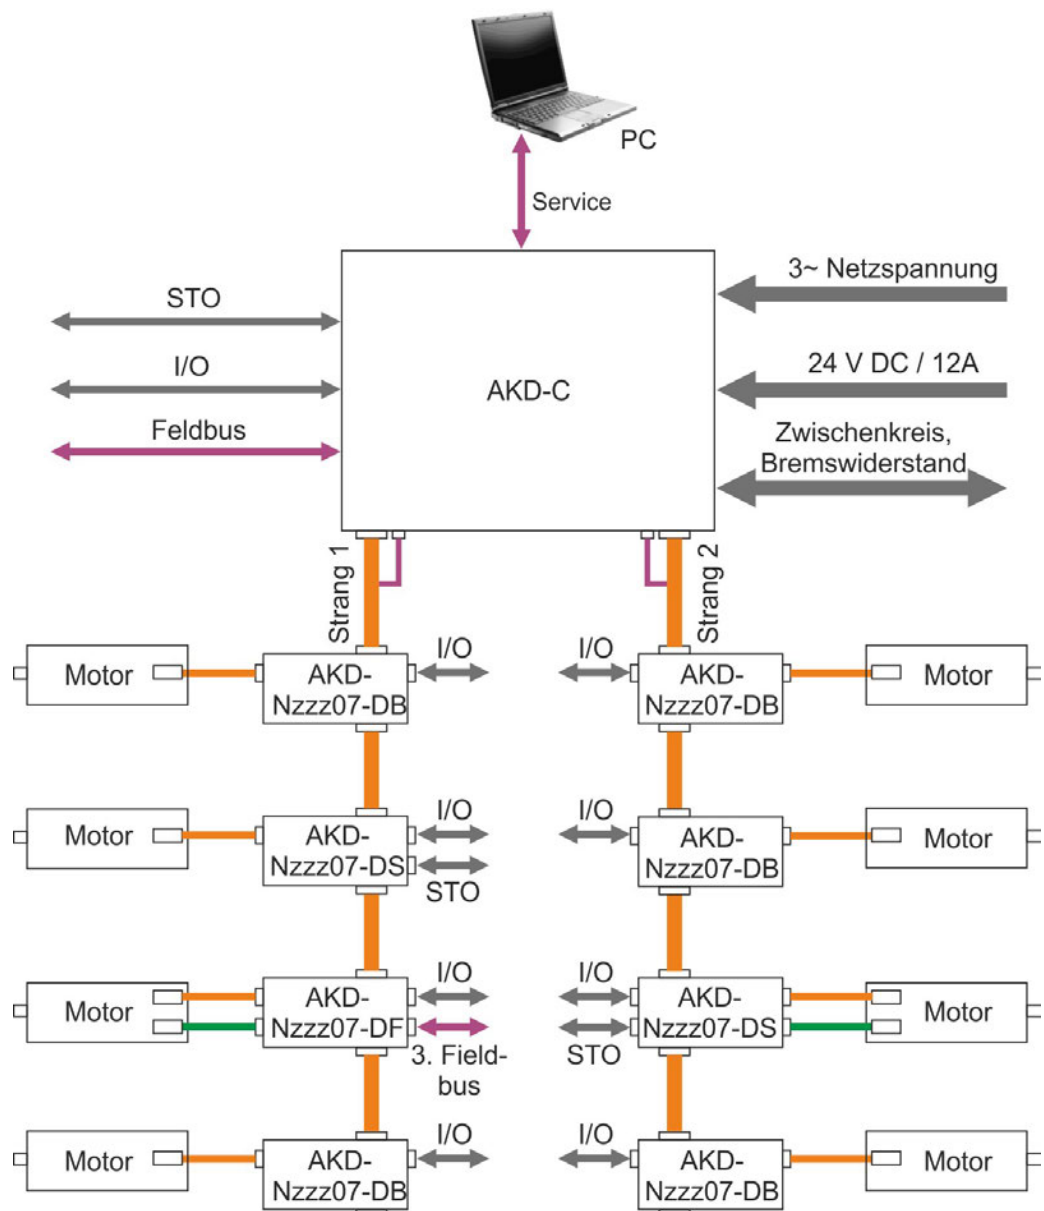 PC
Service
3~ Netzspannung
STO
I/O
24 V DC / 12A
AKD-C
Feldbus
Zwischenkreis,
Bremswiderstand
Strang 1
Strang 2
I/O
I/O
Motor
AKD-
Nzzz07-DB
AKD-
Nzzz07-DB
Motor
I/O
I/O
Motor
AKD-
Nzzz07-DS
STO
AKD-
Nzzz07-DB
Motor
I/O
I/O
Motor
AKD-
Nzzz07-DF
3. Field-
bus
AKD-
Nzzz07-DS
STO
Motor
I/O
I/O
Motor
AKD-
Nzzz07-DB
AKD-
Nzzz07-DB
Motor